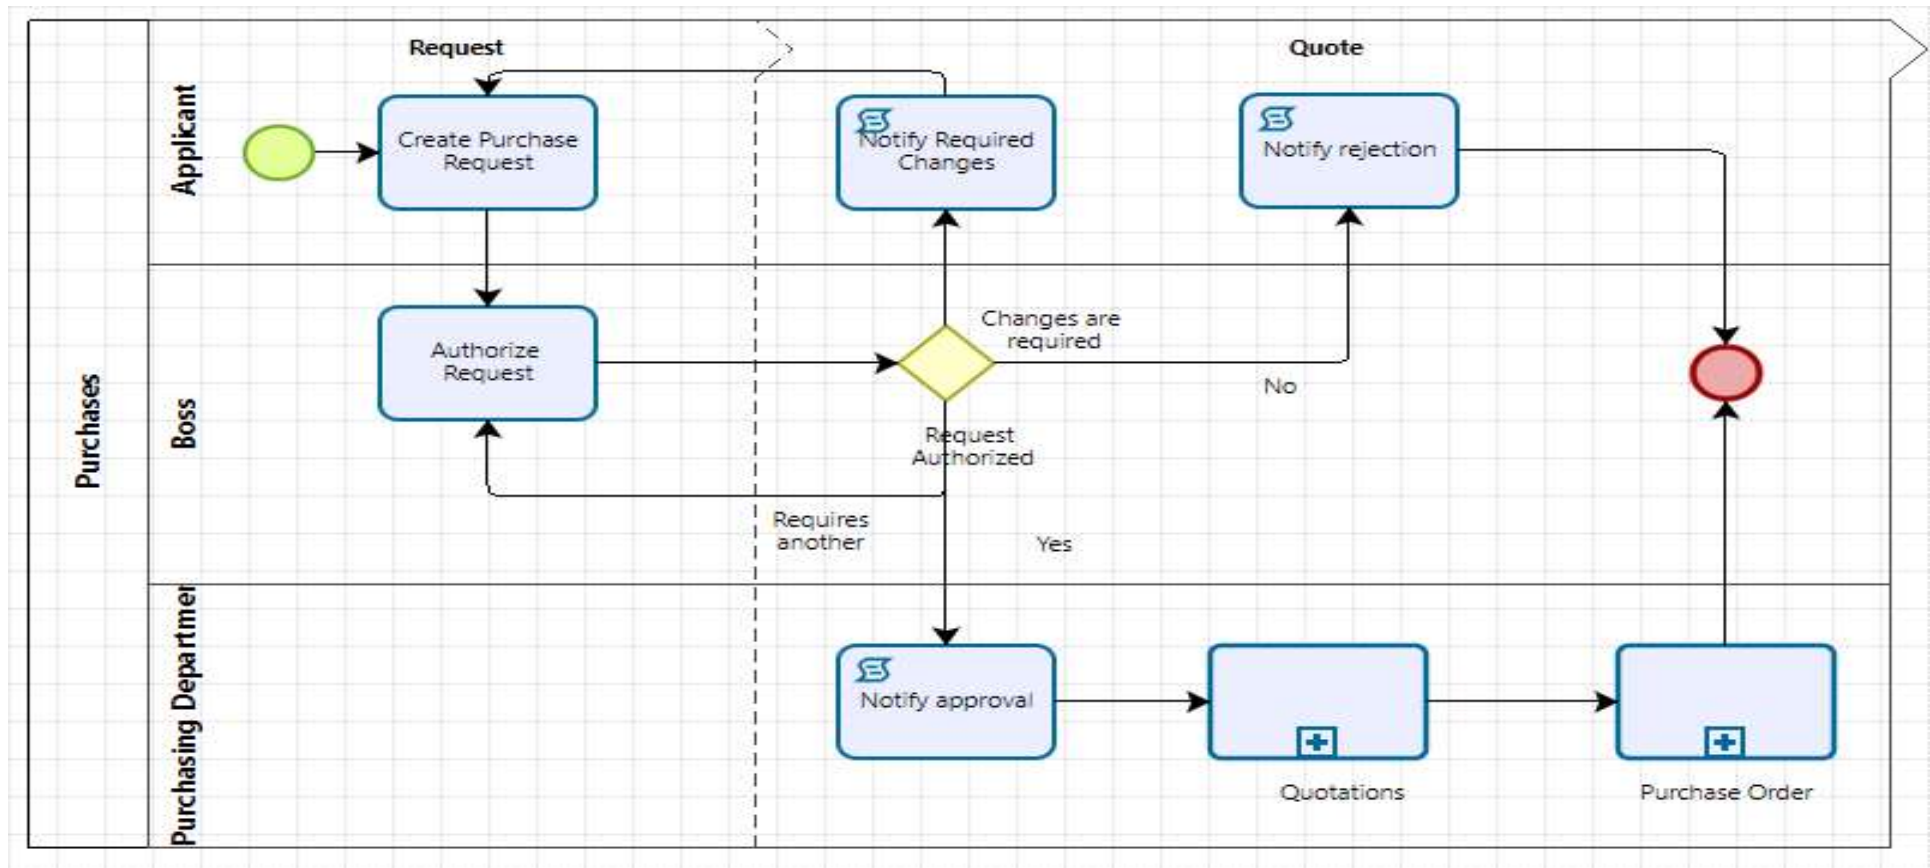 Request
Quote
Purchases
Applicant
Create Purchase
Request
Notify Required
Changes
Notify rejection
Boss
Authorize
Request
Changes are
required
No
Request
Authorized
Requires
another
Yes
Purchasing Departmen
Notify approval
Quotations
Purchase Order